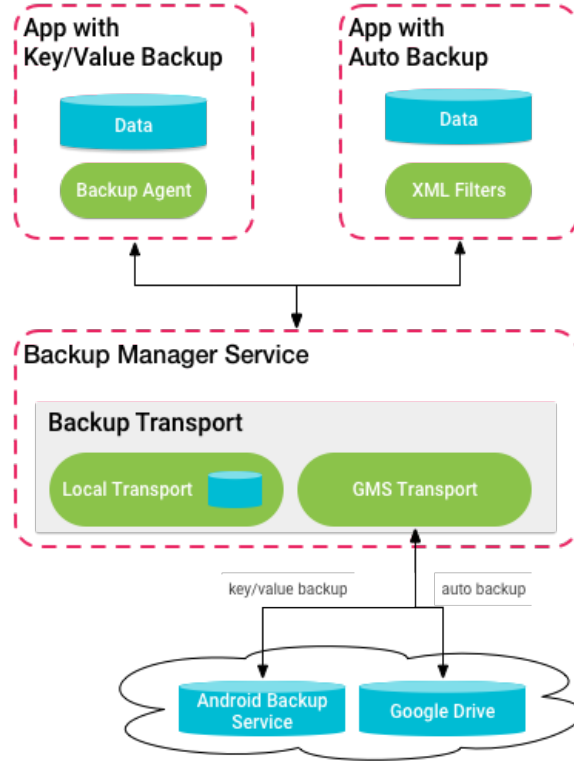 App with
Key/Value Backup
Data
Backup Agent
App with
Auto Backup
Data
XML Filters
Backup Manager Service
Backup Transport
Local Transport
GMS Transport
key/value backup
auto backup
Android Backup
Service
Google Drive